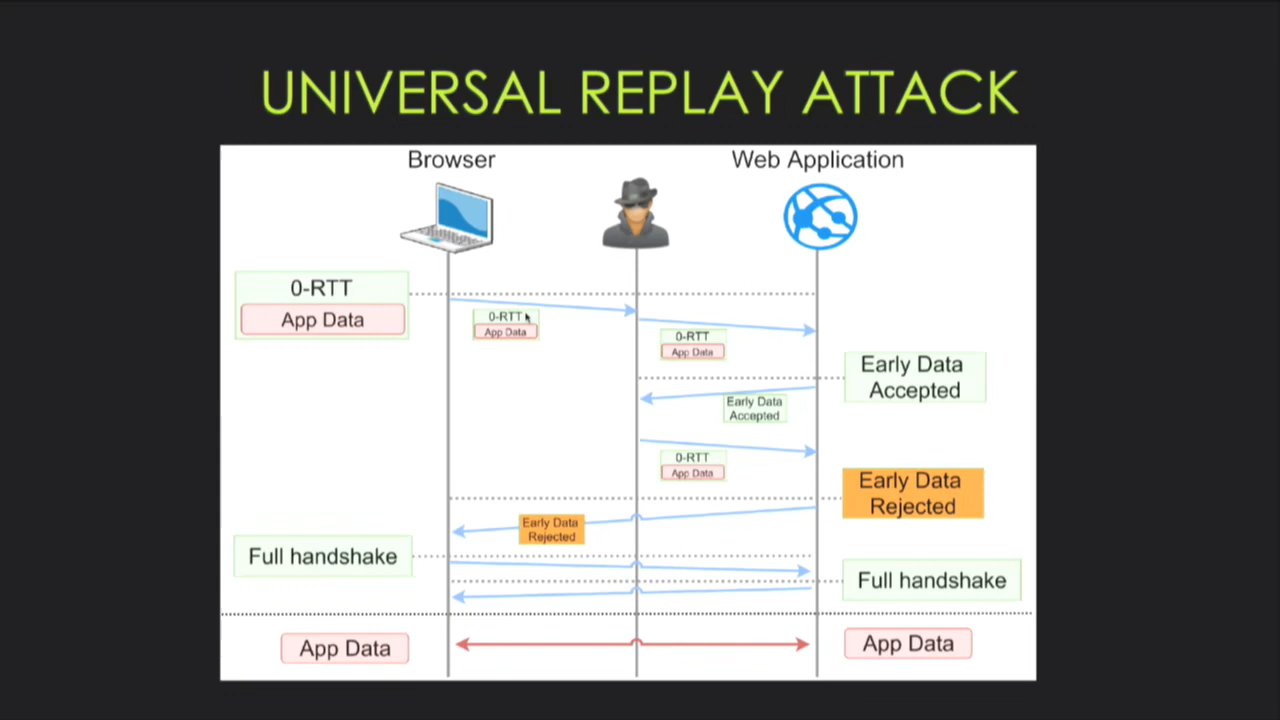 UNIVERSAL REPLAY ATTACK
Browser
Web Application
0-RTT
App Data
0-RTT
App Data
0-RTT
App Data
Early Data
Accepted
Early Data
Accepted
0-RTT
App Data
Early Data
Rejected
Early Data
Rejected
Full handshake
Full handshake
App Data
App Data